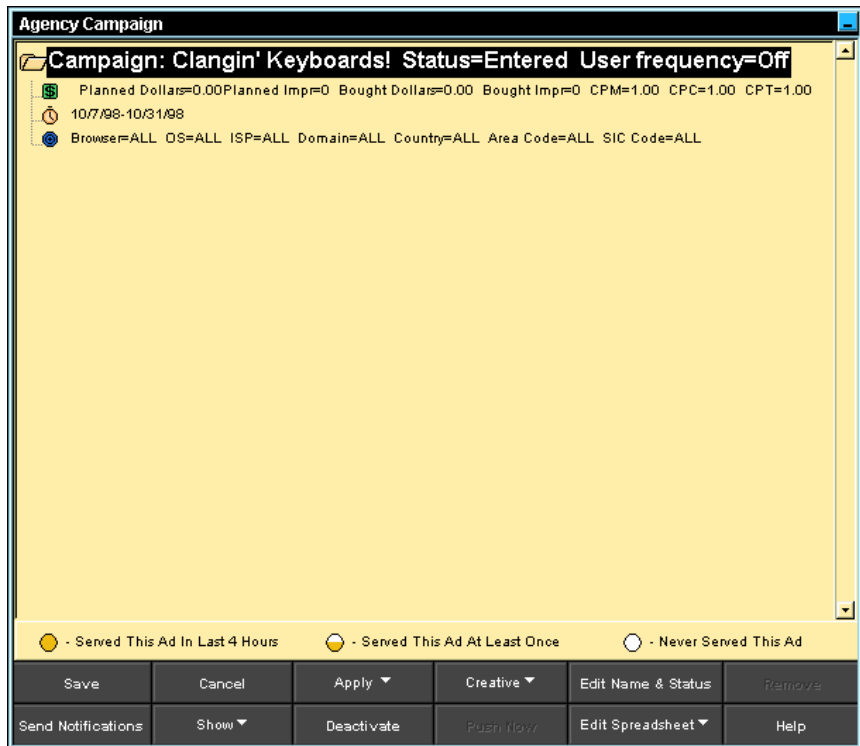 Agency Campaign
Campaign: Clangin' Keyboards! Status=Entered User frequency=Off
Planned Dollars=0.00Planned Impr=0 Bought Dollars=0.00 Bought Impr=0 CPM=1.00 CPC=1.00 CPT=1.00
10/7/98-10/31/98
Browser=ALL OS=ALL ISP=ALL Domain=ALL Country=ALL Area Code=ALL SIC Code=ALL
- Served This Ad In Last 4 Hours - Served This Ad At Least Once - Never Served This Ad
Save Cancel Apply Creative Edit Name & Status Remove
Send Notifications Show Deactivate Push Now Edit Spreadsheet Help